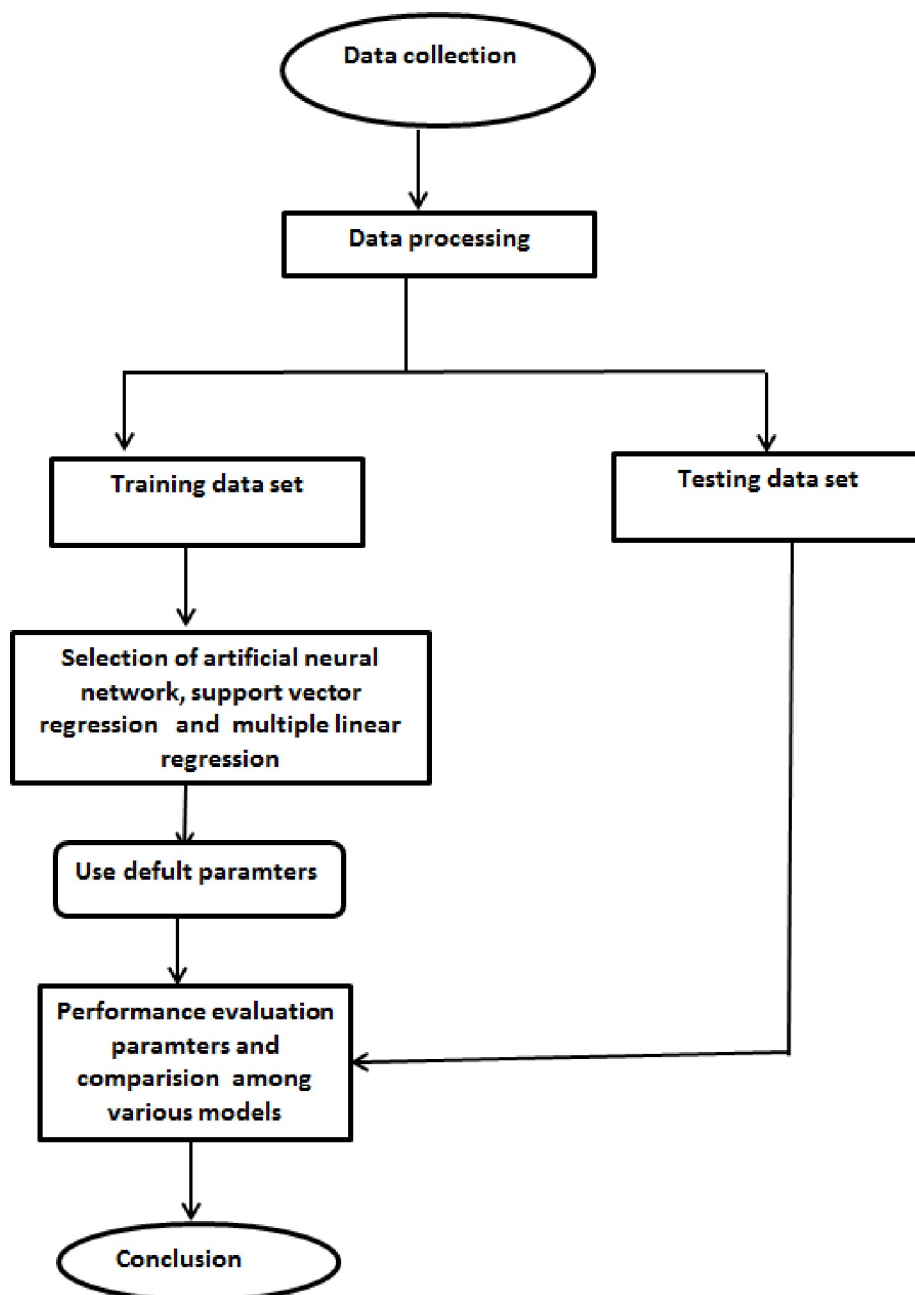 Data collection
Data processing
Training data set
Testing data set
Selection of artificial neural
network, support vector
regression and multiple linear
regression
Use defult paramters
Performance evaluation
paramters and
comparision among
various models
Conclusion